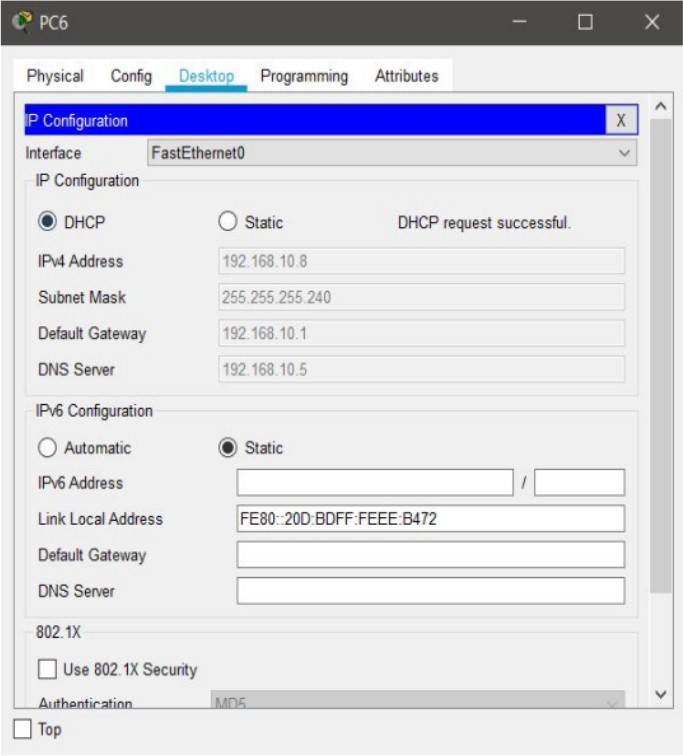 PC6
Physical Config Desktop Programming Attributes
IP Configuration X
Interface FastEthernet0
IP Configuration
DHCP Static DHCP request successful.
IPv4 Address 192.168.10.8
Subnet Mask 255.255.255.240
Default Gateway 192.168.10.1
DNS Server 192.168.10.5
IPv6 Configuration
Automatic Static
IPv6 Address /
Link Local Address FE80::20D:BDFF:FEEE:B472
Default Gateway
DNS Server
802.1X
Use 802.1X Security
Authentication MD5
Top